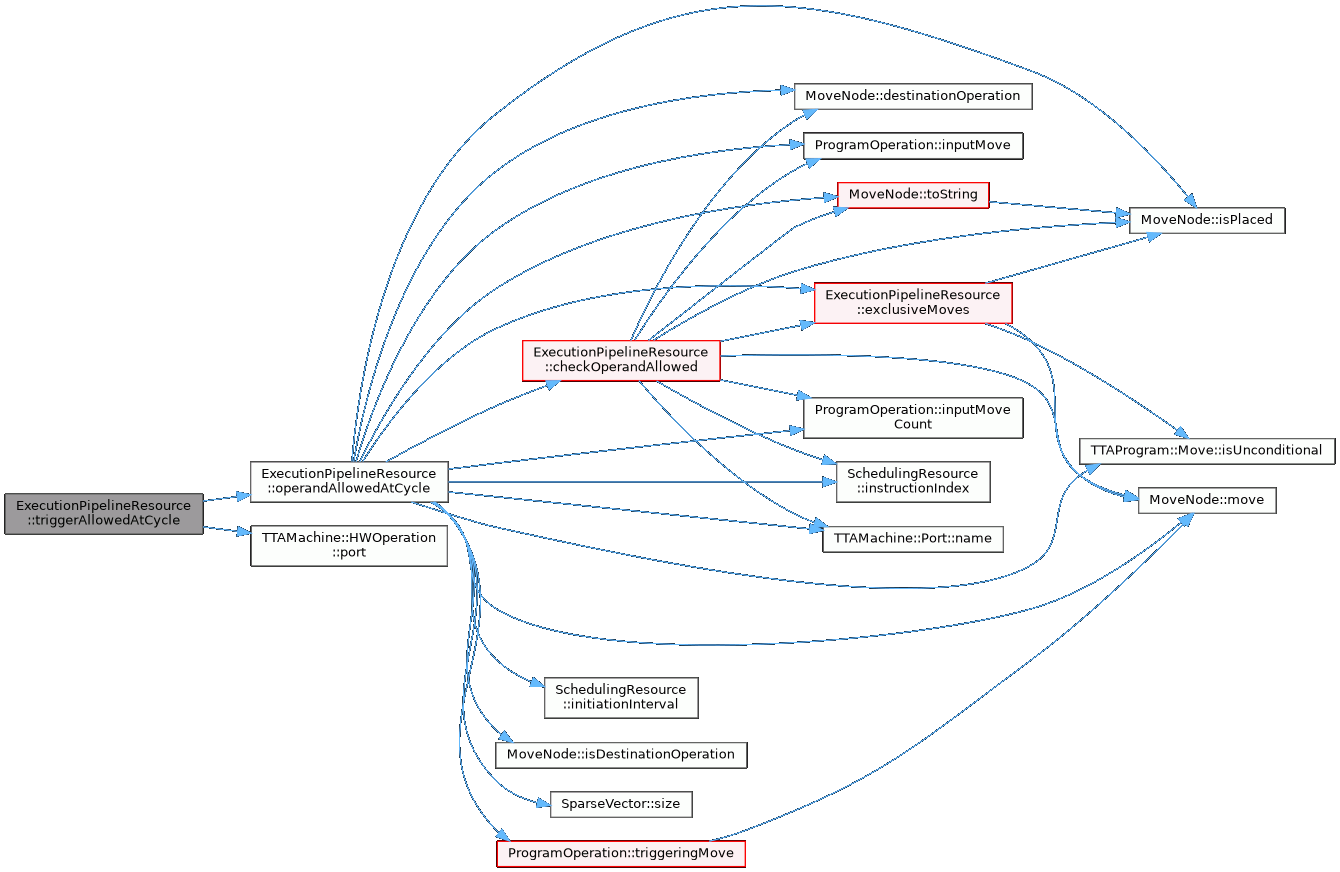 MoveNode::destinationOperation
ProgramOperation::inputMove
MoveNode::toString
MoveNode::isPlaced
ExecutionPipelineResource
::exclusiveMoves
ExecutionPipelineResource
::checkOperandAllowed
ProgramOperation::inputMove
Count
TTAProgram::Move::isUnconditional
ExecutionPipelineResource
::operandAllowedAtCycle
SchedulingResource
::instructionIndex
MoveNode::move
ExecutionPipelineResource
::triggerAllowedAtCycle
TTAMachine::HWOperation
::port
TTAMachine::Port::name
SchedulingResource
::initiationInterval
MoveNode::isDestinationOperation
SparseVector::size
ProgramOperation::triggeringMove